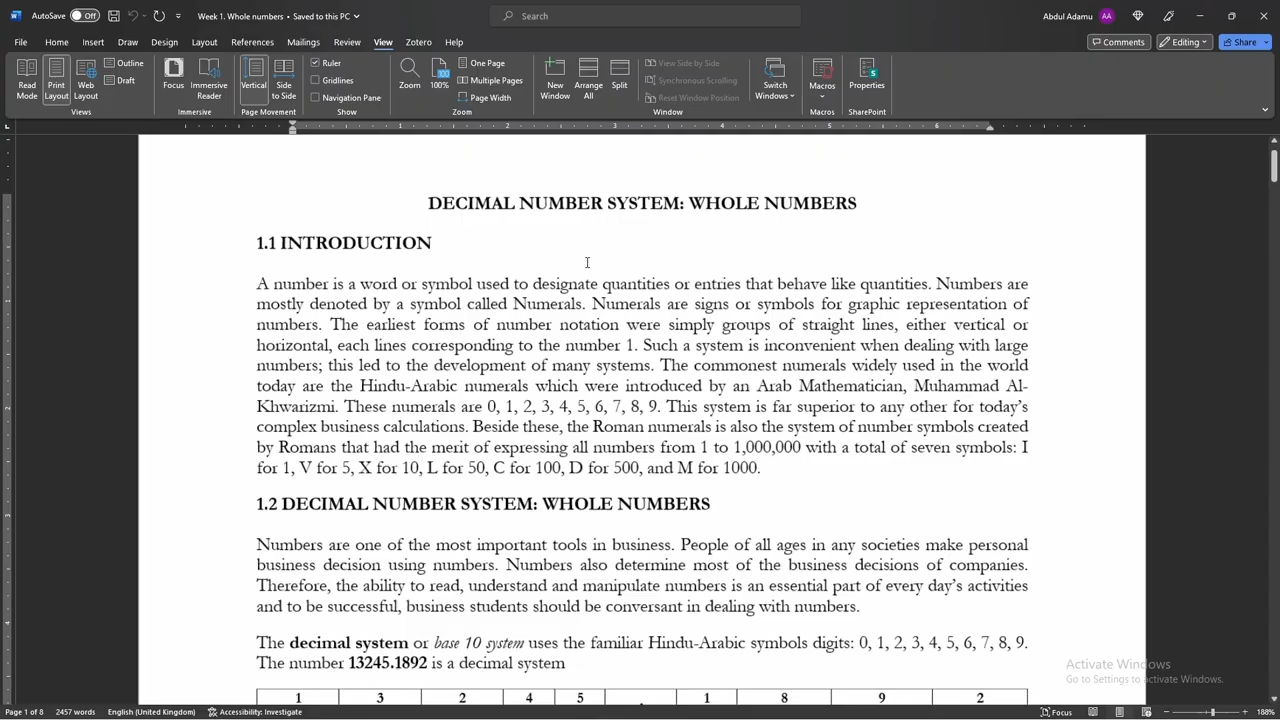 AutoSave Off Week 1. Whole numbers • Saved to this PC Search Abdul Adamu AA
File Home Insert Draw Design Layout References Mailings Review View Zotero Help Comments Editing Share
Read Mode Print Layout Web Layout Outline Draft Focus Immersive Reader Vertical Side to Side Ruler Gridlines Navigation Pane Zoom 100% One Page Multiple Pages Page Width New Window Arrange All Split View Side by Side Synchronous Scrolling Reset Window Position Switch Windows Macros Properties
Views Immersive Page Movement Show Zoom Window Macros SharePoint
DECIMAL NUMBER SYSTEM: WHOLE NUMBERS
1.1 INTRODUCTION
A number is a word or symbol used to designate quantities or entries that behave like quantities. Numbers are
mostly denoted by a symbol called Numerals. Numerals are signs or symbols for graphic representation of
numbers. The earliest forms of number notation were simply groups of straight lines, either vertical or
horizontal, each lines corresponding to the number 1. Such a system is inconvenient when dealing with large
numbers; this led to the development of many systems. The commonest numerals widely used in the world
today are the Hindu-Arabic numerals which were introduced by an Arab Mathematician, Muhammad Al-
Khwarizmi. These numerals are 0, 1, 2, 3, 4, 5, 6, 7, 8, 9. This system is far superior to any other for today's
complex business calculations. Beside these, the Roman numerals is also the system of number symbols created
by Romans that had the merit of expressing all numbers from 1 to 1,000,000 with a total of seven symbols: I
for 1, V for 5, X for 10, L for 50, C for 100, D for 500, and M for 1000.
1.2 DECIMAL NUMBER SYSTEM: WHOLE NUMBERS
Numbers are one of the most important tools in business. People of all ages in any societies make personal
business decision using numbers. Numbers also determine most of the business decisions of companies.
Therefore, the ability to read, understand and manipulate numbers is an essential part of every day's activities
and to be successful, business students should be conversant in dealing with numbers.
The decimal system or base 10 system uses the familiar Hindu-Arabic symbols digits: 0, 1, 2, 3, 4, 5, 6, 7, 8, 9.
The number 13245.1892 is a decimal system
1 3 2 4 5 . 1 8 9 2
Activate Windows
Go to Settings to activate Windows.
Page 1 of 8 2457 words English (United Kingdom) Accessibility: Investigate Focus 188%